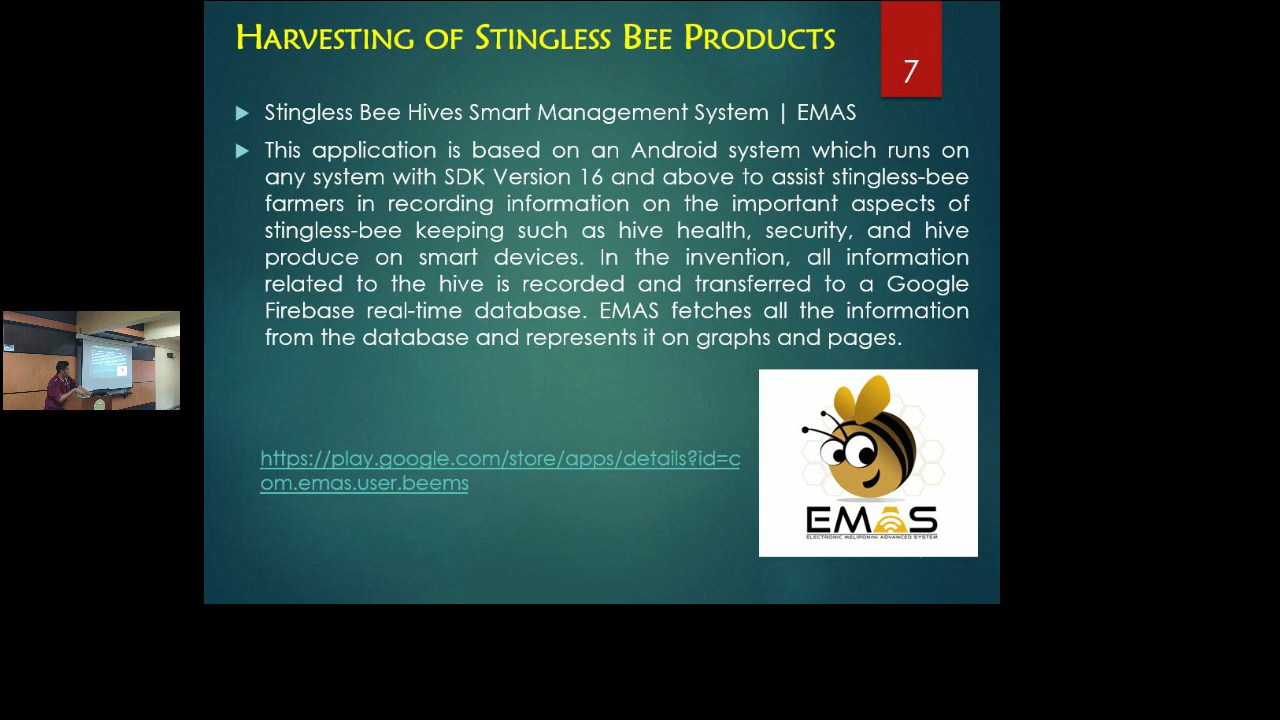 HARVESTING OF STINGLESS BEE PRODUCTS
7
Stingless Bee Hives Smart Management System | EMAS
This application is based on an Android system which runs on
any system with SDK Version 16 and above to assist stingless-bee
farmers in recording information on the important aspects of
stingless-bee keeping such as hive health, security, and hive
produce on smart devices. In the invention, all information
related to the hive is recorded and transferred to a Google
Firebase real-time database. EMAS fetches all the information
from the database and represents it on graphs and pages.
https://play.google.com/store/apps/details?id=c
om.emas.user.beems
EMAS
ELECTRONIC MELIPONINI ADVANCED SYSTEM